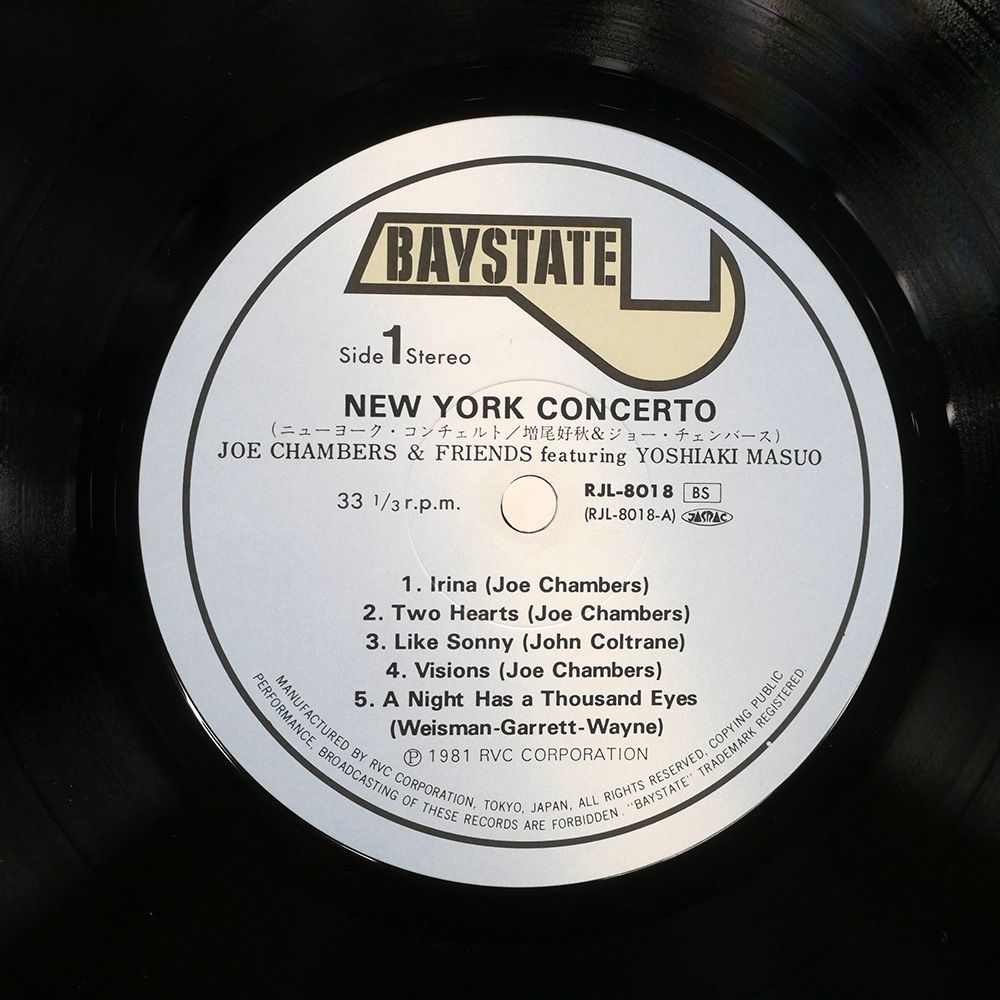 BAYSTATE
Side 1 Stereo
NEW YORK CONCERTO
(ニューヨーク・コンチェルト/増尾好秋&ジョー・チェンバース)
JOE CHAMBERS & FRIENDS featuring YOSHIAKI MASUO
33 1/3 r.p.m.
RJL-8018 BS
(RJL-8018-A) JASRAC
1. Irina (Joe Chambers)
2. Two Hearts (Joe Chambers)
3. Like Sonny (John Coltrane)
4. Visions (Joe Chambers)
5. A Night Has a Thousand Eyes
(Weisman-Garrett-Wayne)
Ⓟ 1981 RVC CORPORATION
MANUFACTURED BY RVC CORPORATION, TOKYO, JAPAN, ALL RIGHTS RESERVED, COPYING PUBLIC
PERFORMANCE, BROADCASTING OF THESE RECORDS ARE FORBIDDEN. "BAYSTATE" TRADEMARK REGISTERED.